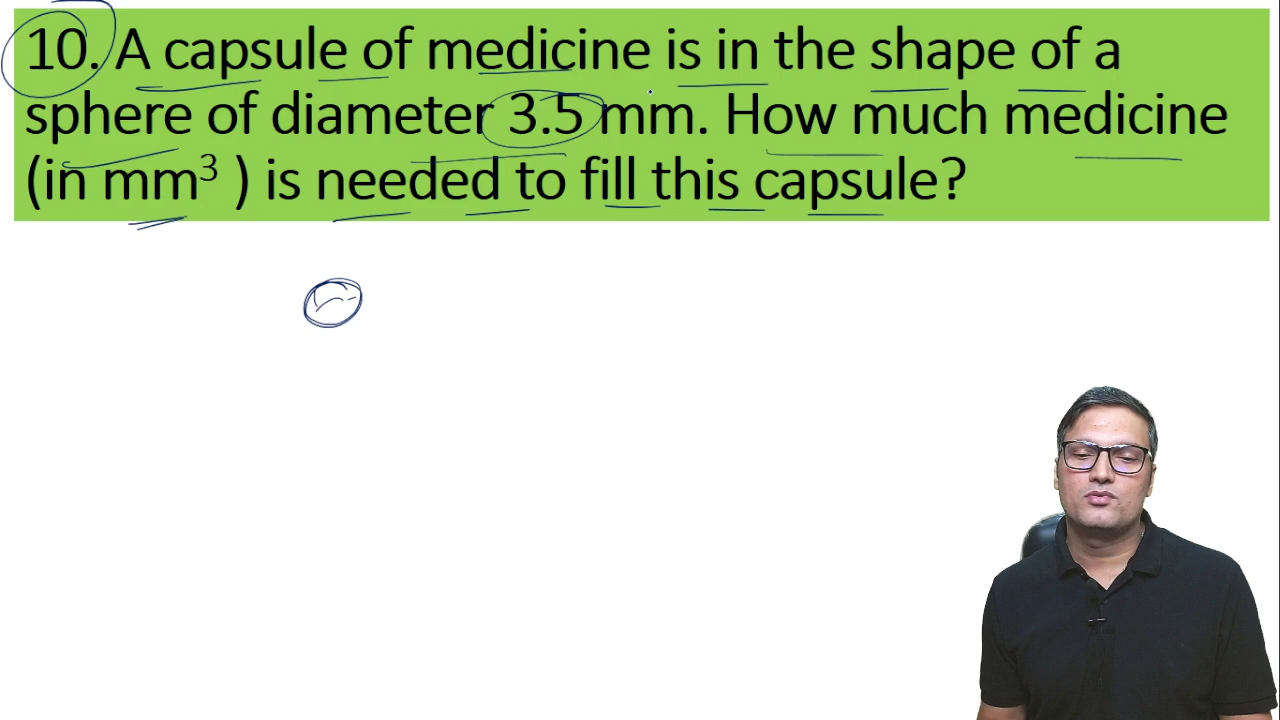 10. A capsule of medicine is in the shape of a
sphere of diameter 3.5 mm. How much medicine
(in mm³ ) is needed to fill this capsule?